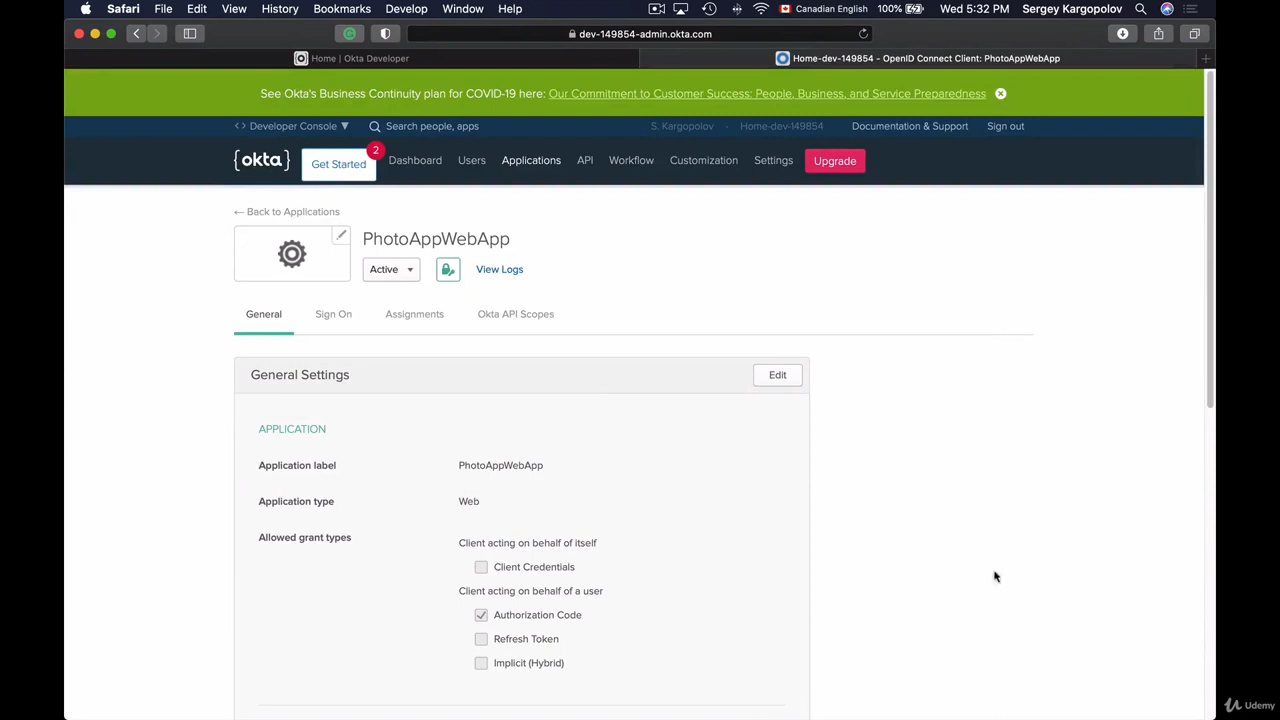 Safari File Edit View History Bookmarks Develop Window Help Canadian English 100% Wed 5:32 PM Sergey Kargopolov
dev-149854-admin.okta.com
Home | Okta Developer Home-dev-149854 - OpenID Connect Client: PhotoAppWebApp
See Okta's Business Continuity plan for COVID-19 here: Our Commitment to Customer Success: People, Business, and Service Preparedness
<> Developer Console ▼ Search people, apps S. Kargopolov Home-dev-149854 Documentation & Support Sign out
{okta} Get Started 2 Dashboard Users Applications API Workflow Customization Settings Upgrade
← Back to Applications
PhotoAppWebApp
Active View Logs
General Sign On Assignments Okta API Scopes
General Settings Edit
APPLICATION
Application label PhotoAppWebApp
Application type Web
Allowed grant types Client acting on behalf of itself
Client Credentials
Client acting on behalf of a user
Authorization Code
Refresh Token
Implicit (Hybrid)
Udemy